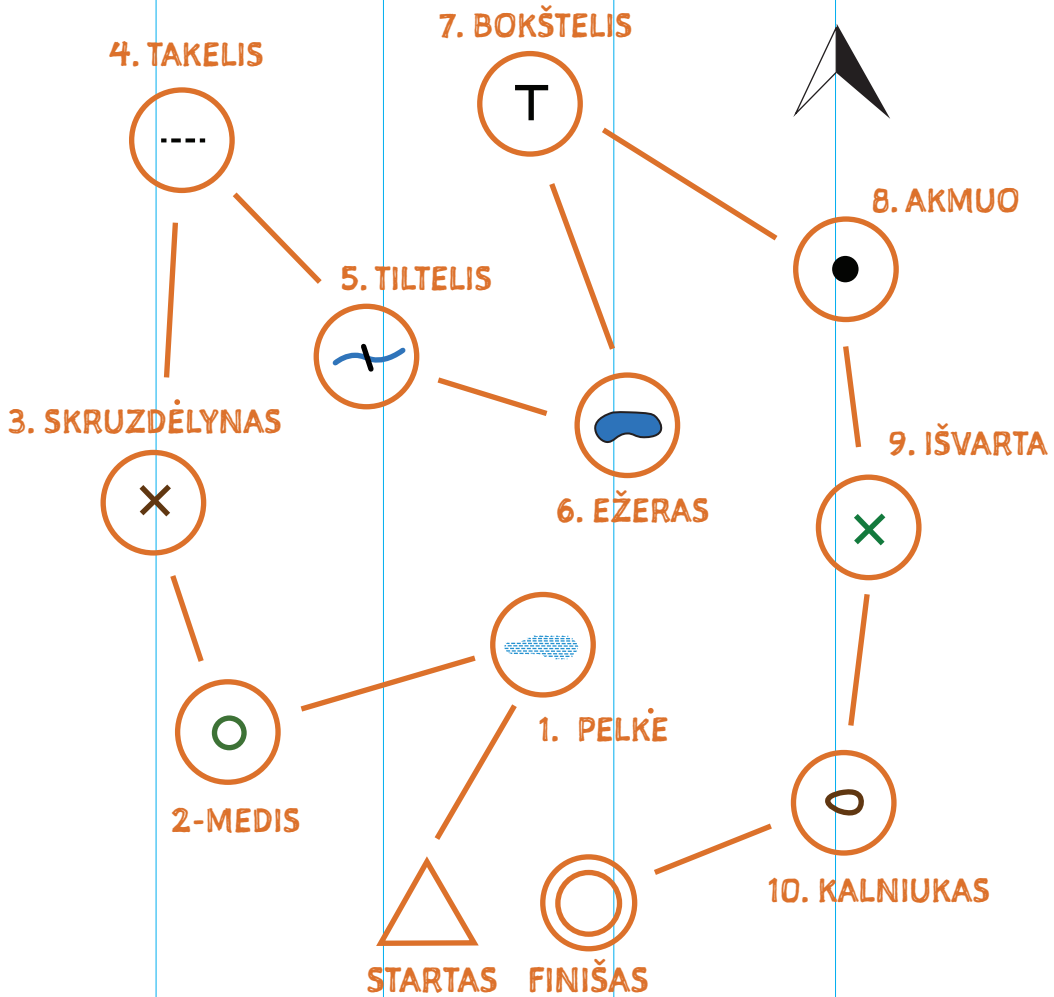 7. BOKŠTELIS
4. TAKELIS
8. AKMUO
5. TILTELIS
3. SKRUZDĖLYNAS
9. IŠVARTA
6. EŽERAS
1. PELKĖ
2-MEDIS
10. KALNIUKAS
STARTAS
FINIŠAS